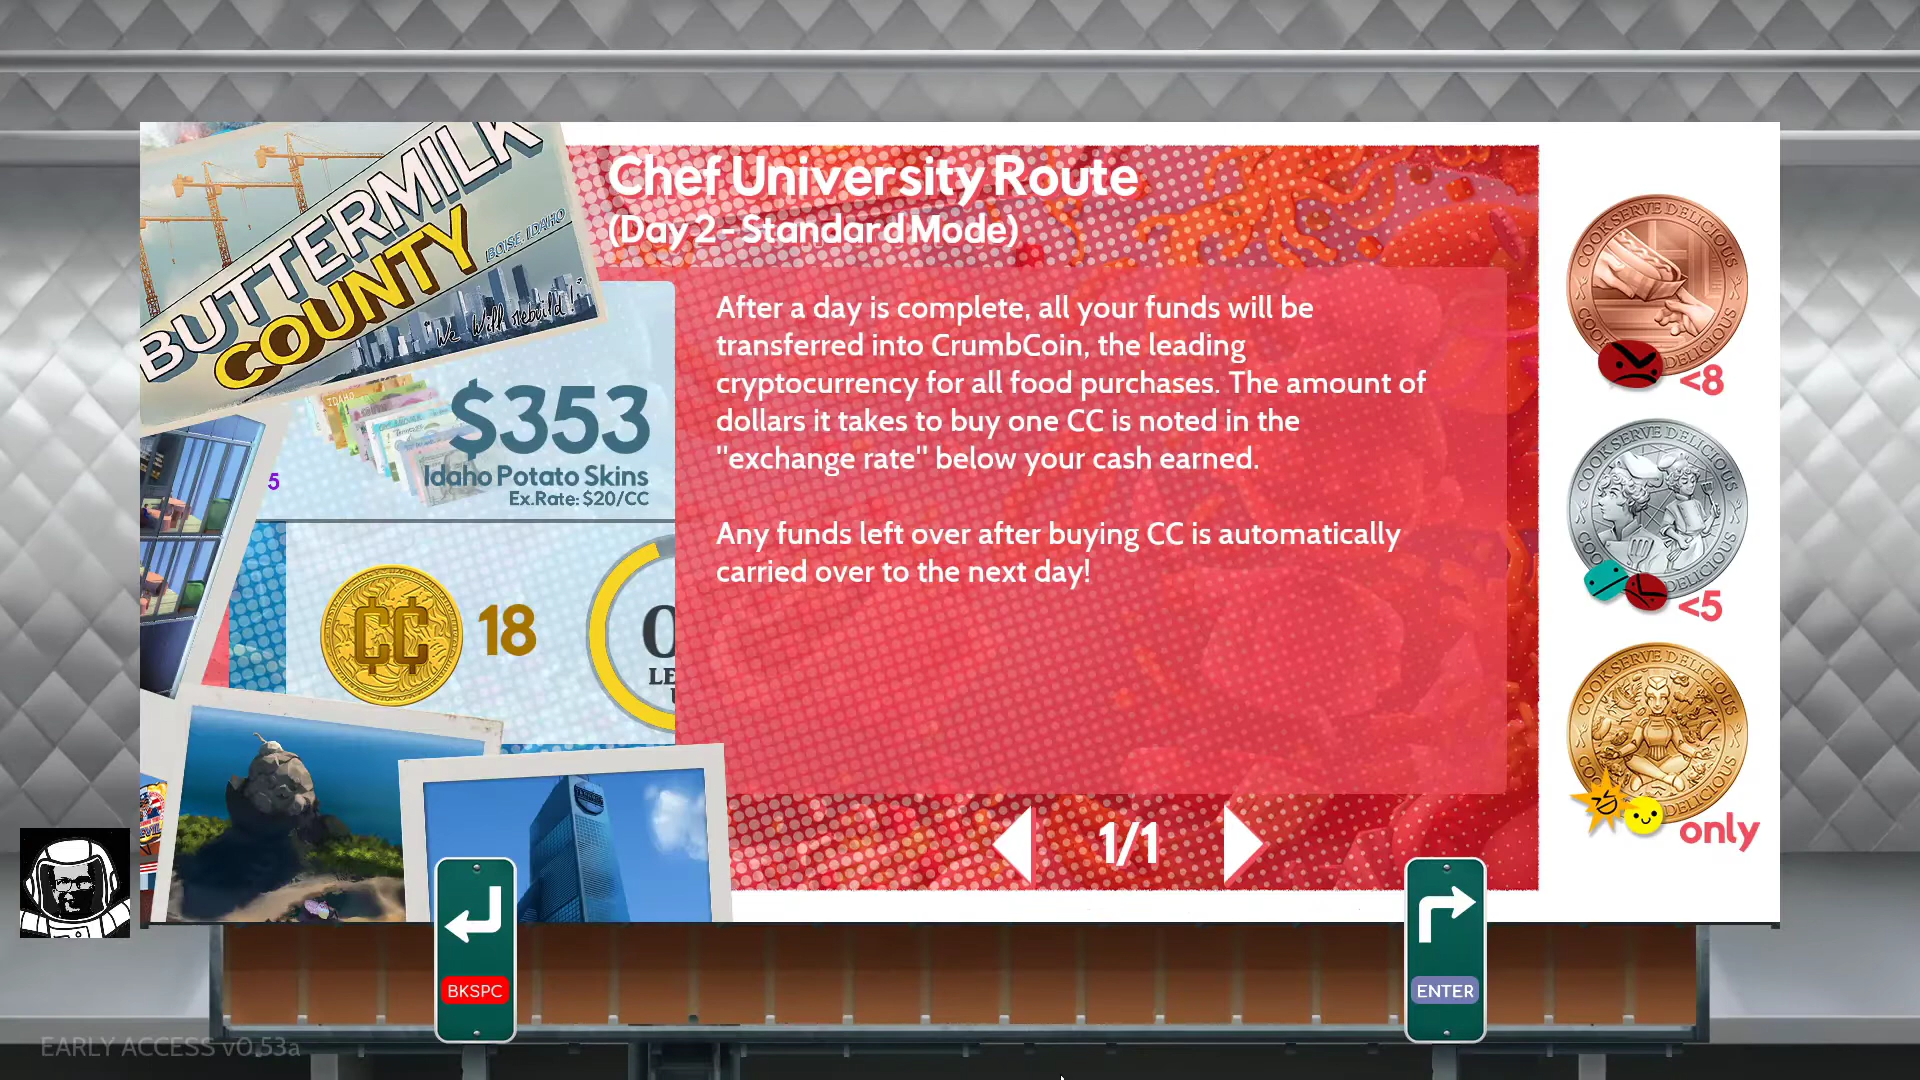 BUTTERMILK
COUNTY
(BOISE, IDAHO)
"We Will rebuild!"
Chef University Route
(Day 2 - Standard Mode)
$353
Idaho Potato Skins
Ex.Rate: $20/CC
5
18
LE
After a day is complete, all your funds will be
transferred into CrumbCoin, the leading
cryptocurrency for all food purchases. The amount of
dollars it takes to buy one CC is noted in the
"exchange rate" below your cash earned.
Any funds left over after buying CC is automatically
carried over to the next day!
1/1
COOK SERVE DELICIOUS
<8
COOK SERVE DELICIOUS
<5
COOK SERVE DELICIOUS
only
BKSPC
ENTER
EARLY ACCESS v0.53a